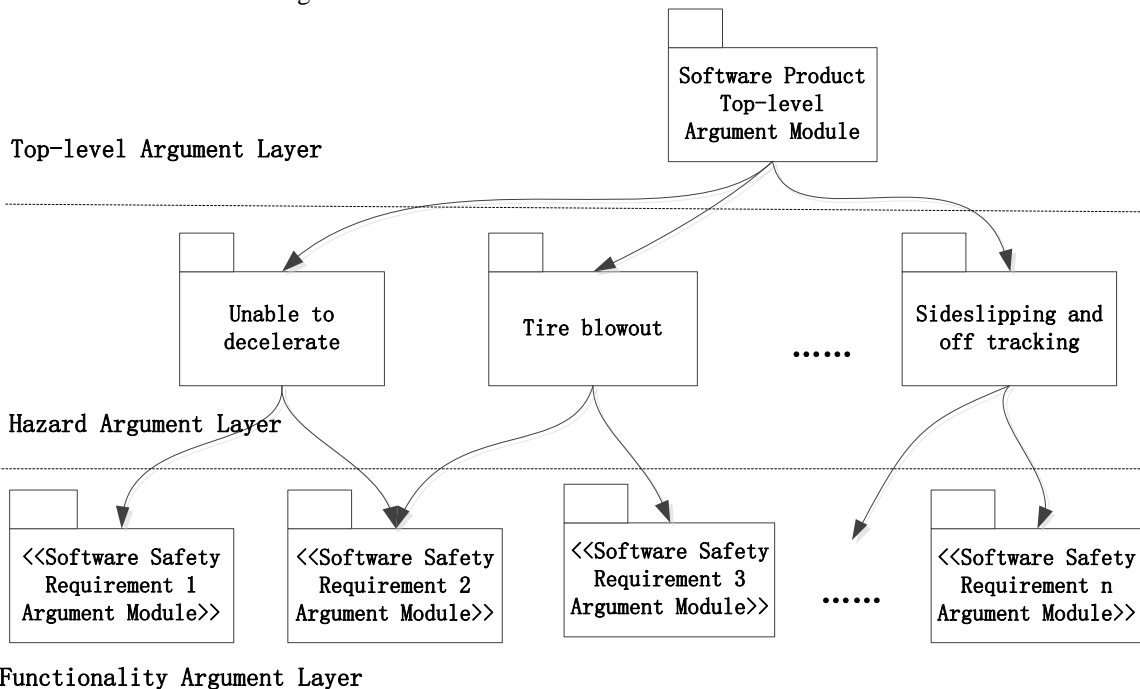 Software Product
Top-level
Argument Module
Top-level Argument Layer
Unable to
decelerate
Tire blowout
......
Sideslipping and
off tracking
Hazard Argument Layer
<<Software Safety
Requirement 1
Argument Module>>
<<Software Safety
Requirement 2
Argument Module>>
<<Software Safety
Requirement 3
Argument Module>>
......
<<Software Safety
Requirement n
Argument Module>>
Functionality Argument Layer